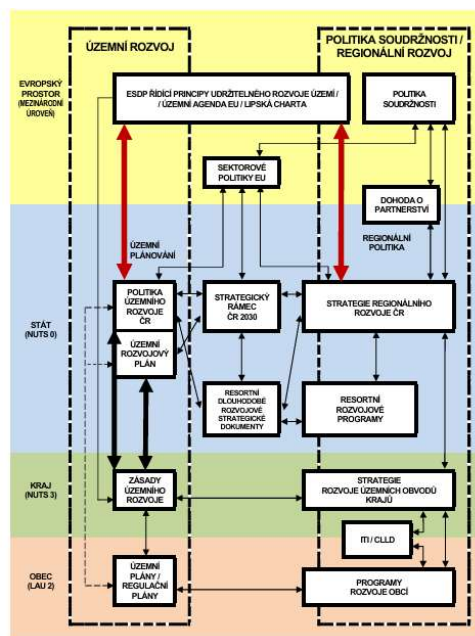 ÚZEMNÍ ROZVOJ
POLITIKA SOUDRŽNOSTI /
REGIONÁLNÍ ROZVOJ
EVROPSKÝ
PROSTOR
(MEZINÁRODNÍ
ÚROVEŇ)
ESDP ŘÍDÍCÍ PRINCIPY UDRŽITELNÉHO ROZVOJE ÚZEMÍ /
/ ÚZEMNÍ AGENDA EU / LIPSKÁ CHARTA
POLITIKA
SOUDRŽNOSTI
SEKTOROVÉ
POLITIKY EU
DOHODA O
PARTNERSTVÍ
ÚZEMNÍ
PLÁNOVÁNÍ
REGIONÁLNÍ
POLITIKA
STÁT
(NUTS 0)
POLITIKA
ÚZEMNÍHO
ROZVOJE
ČR
STRATEGICKÝ
RÁMEC
ČR 2030
STRATEGIE REGIONÁLNÍHO
ROZVOJE ČR
ÚZEMNÍ
ROZVOJOVÝ
PLÁN
RESORTNÍ
DLOUHODOBÉ
ROZVOJOVÉ
STRATEGICKÉ
DOKUMENTY
RESORTNÍ
ROZVOJOVÉ
PROGRAMY
KRAJ
(NUTS 3)
ZÁSADY
ÚZEMNÍHO
ROZVOJE
STRATEGIE
ROZVOJE ÚZEMNÍCH OBVODŮ
KRAJŮ
ITI / CLLD
OBEC
(LAU 2)
ÚZEMNÍ
PLÁNY /
REGULAČNÍ
PLÁNY
PROGRAMY
ROZVOJE OBCÍ